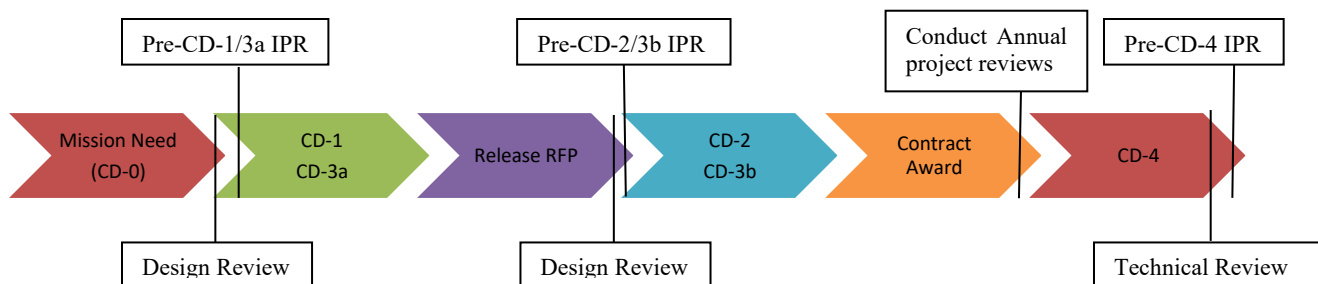 Pre-CD-1/3a IPR
Pre-CD-2/3b IPR
Conduct Annual
project reviews
Pre-CD-4 IPR
Mission Need
(CD-0)
CD-1
CD-3a
Release RFP
CD-2
CD-3b
Contract
Award
CD-4
Design Review
Design Review
Technical Review